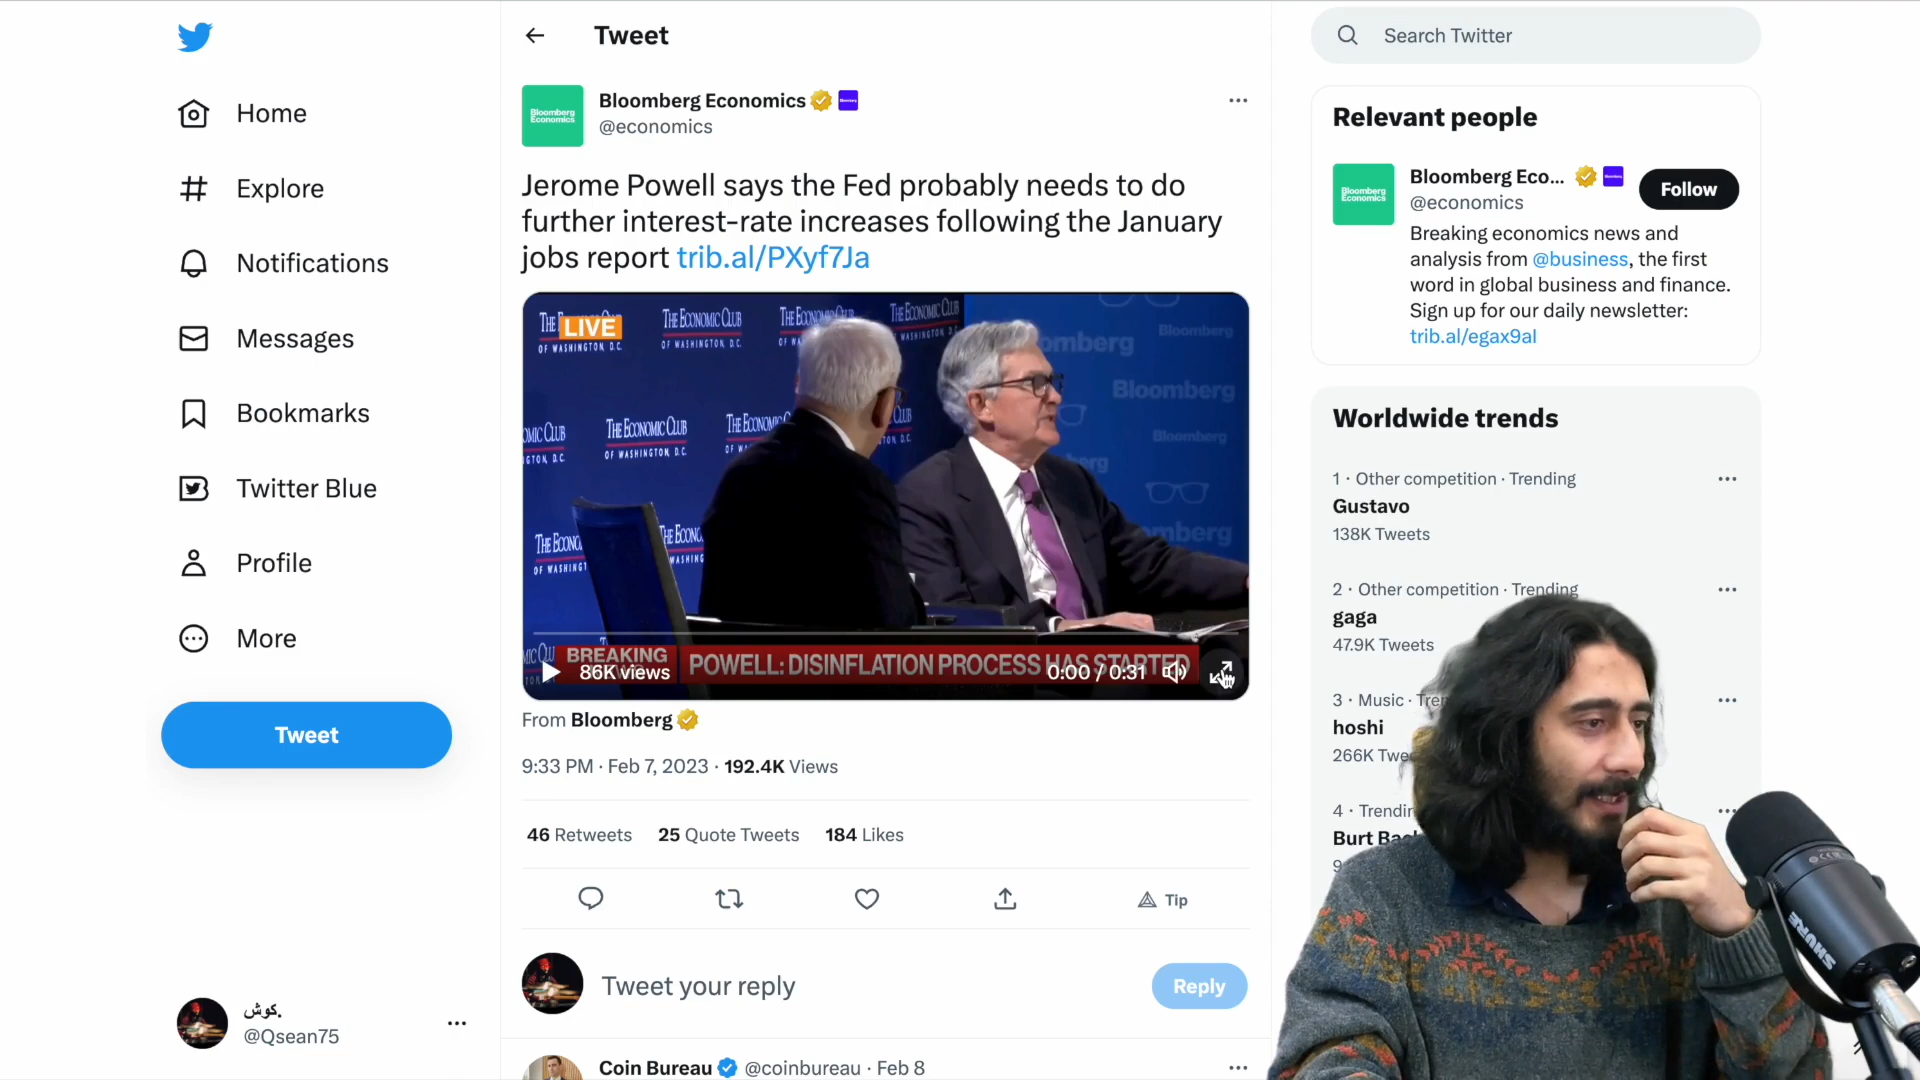 Home
Explore
Notifications
Messages
Bookmarks
Twitter Blue
Profile
More
Tweet
كوش.
@Qsean75
Tweet
Bloomberg Economics
@economics
Jerome Powell says the Fed probably needs to do
further interest-rate increases following the January
jobs report trib.al/PXyf7Ja
LIVE
THE ECONOMIC CLUB
OF WASHINGTON, D.C.
Bloomberg
BREAKING
POWELL: DISINFLATION PROCESS HAS STARTED
86K views
0:00 / 0:31
From Bloomberg
9:33 PM · Feb 7, 2023 · 192.4K Views
46 Retweets 25 Quote Tweets 184 Likes
Tip
Tweet your reply
Reply
Coin Bureau @coinbureau · Feb 8
Search Twitter
Relevant people
Bloomberg Eco...
@economics
Follow
Breaking economics news and
analysis from @business, the first
word in global business and finance.
Sign up for our daily newsletter:
trib.al/egax9al
Worldwide trends
1 · Other competition · Trending
Gustavo
138K Tweets
2 · Other competition · Trending
gaga
47.9K Tweets
3 · Music ·
hoshi
266K
4 ·
Burt
SHURE